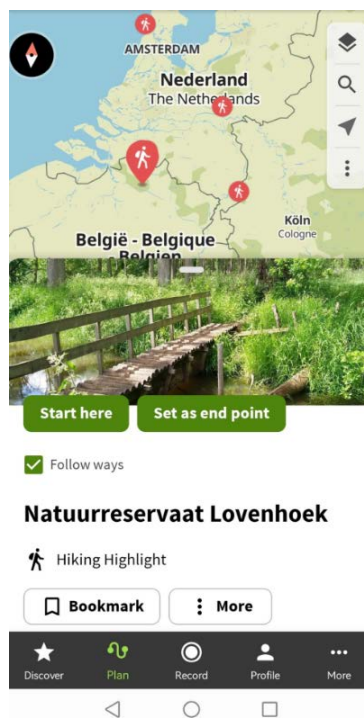 AMSTERDAM
Nederland
The Netherlands
Köln
Cologne
België - Belgique
- Belgien
Start here
Set as end point
Follow ways
Natuurreservaat Lovenhoek
Hiking Highlight
Bookmark
More
Discover
Plan
Record
Profile
More